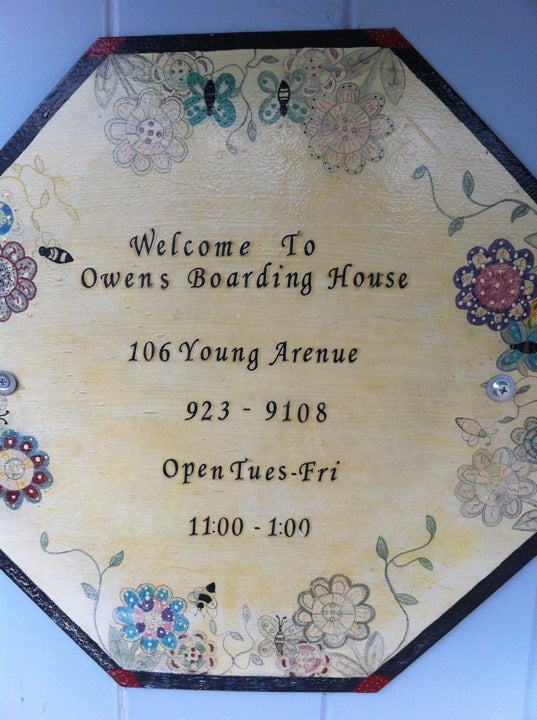 Welcome To
Owens Boarding House
106 Young Arenue
923 - 9108
Open Tues-Fri
11:00 - 1:00